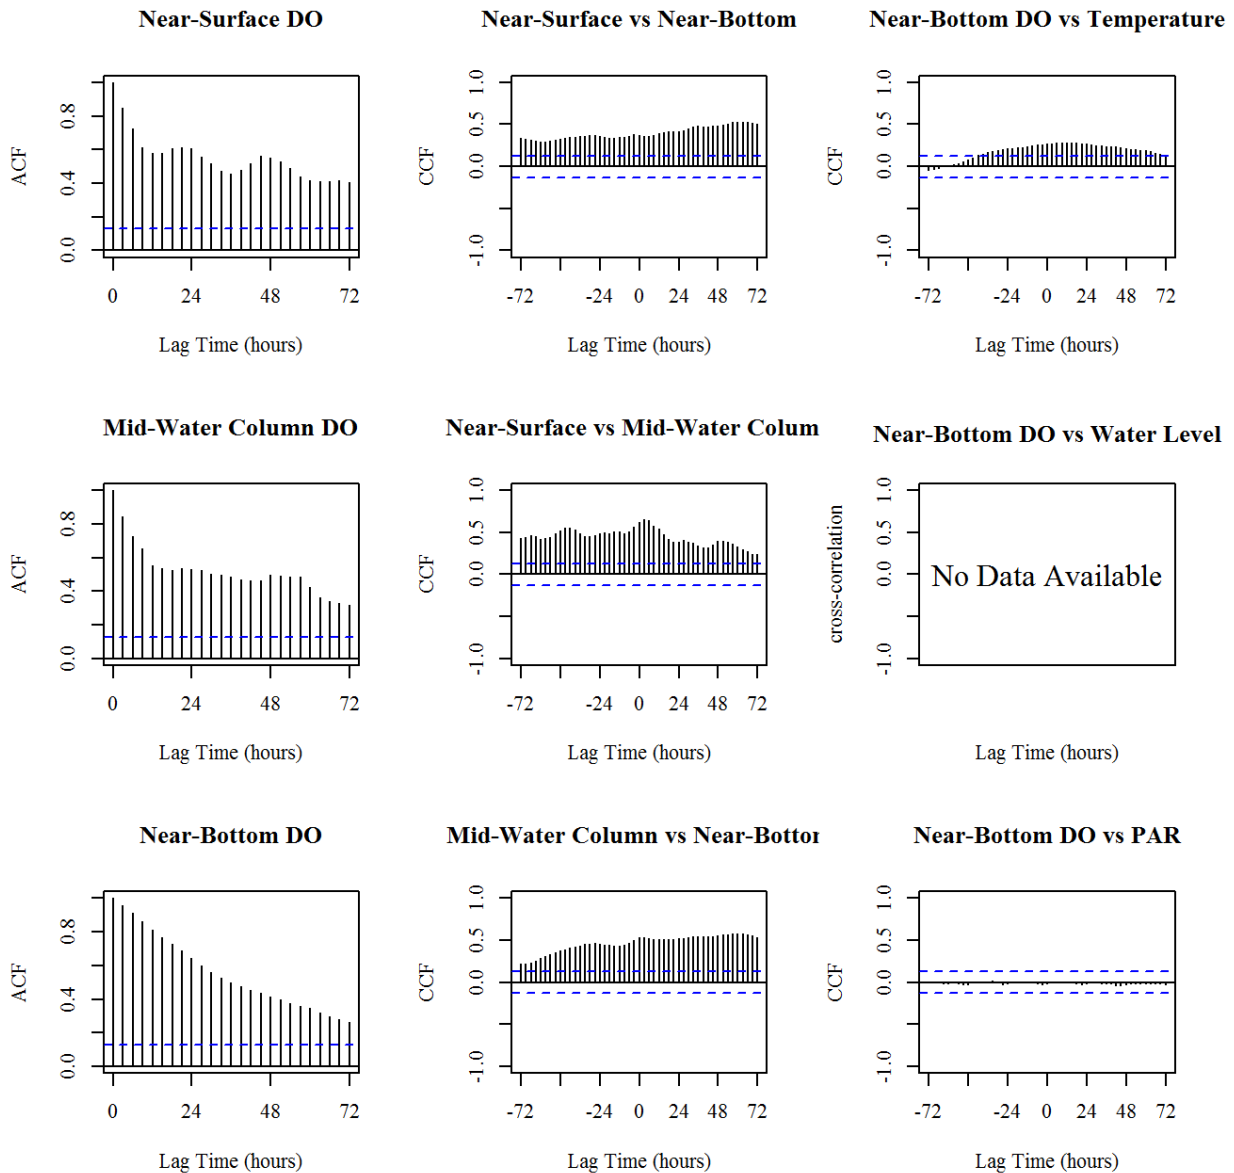 Near-Surface DO
ACF
0.0 0.4 0.8
0 24 48 72
Lag Time (hours)
Near-Surface vs Near-Bottom
CCF
-1.0 0.0 0.5 1.0
-72 -24 0 24 48 72
Lag Time (hours)
Near-Bottom DO vs Temperature
CCF
-1.0 0.0 0.5 1.0
-72 -24 0 24 48 72
Lag Time (hours)
Mid-Water Column DO
ACF
0.0 0.4 0.8
0 24 48 72
Lag Time (hours)
Near-Surface vs Mid-Water Colum
CCF
-1.0 0.0 0.5 1.0
-72 -24 0 24 48 72
Lag Time (hours)
Near-Bottom DO vs Water Level
cross-correlation
-1.0 0.0 0.5 1.0
No Data Available
Lag Time (hours)
Near-Bottom DO
ACF
0.0 0.4 0.8
0 24 48 72
Lag Time (hours)
Mid-Water Column vs Near-Bottor
CCF
-1.0 0.0 0.5 1.0
-72 -24 0 24 48 72
Lag Time (hours)
Near-Bottom DO vs PAR
CCF
-1.0 0.0 0.5 1.0
-72 -24 0 24 48 72
Lag Time (hours)